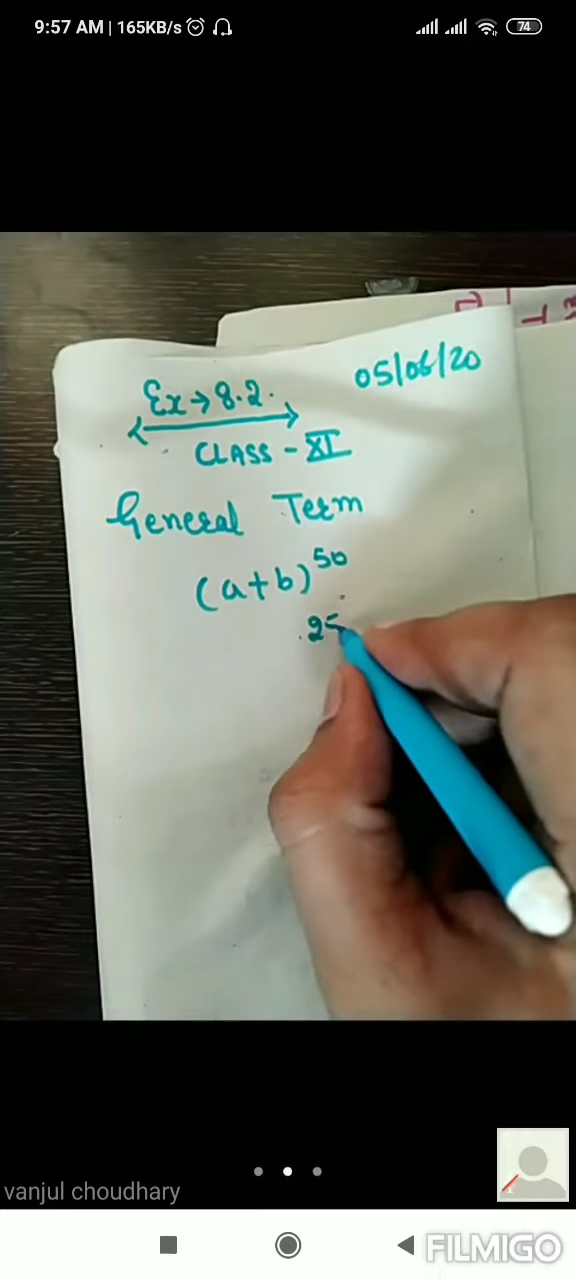 9:57 AM | 165KB/s
74
Ex → 8.2.
05/06/20
CLASS - XI
General Term
(a+b)^50
25
vanjul choudhary
FILMIGO